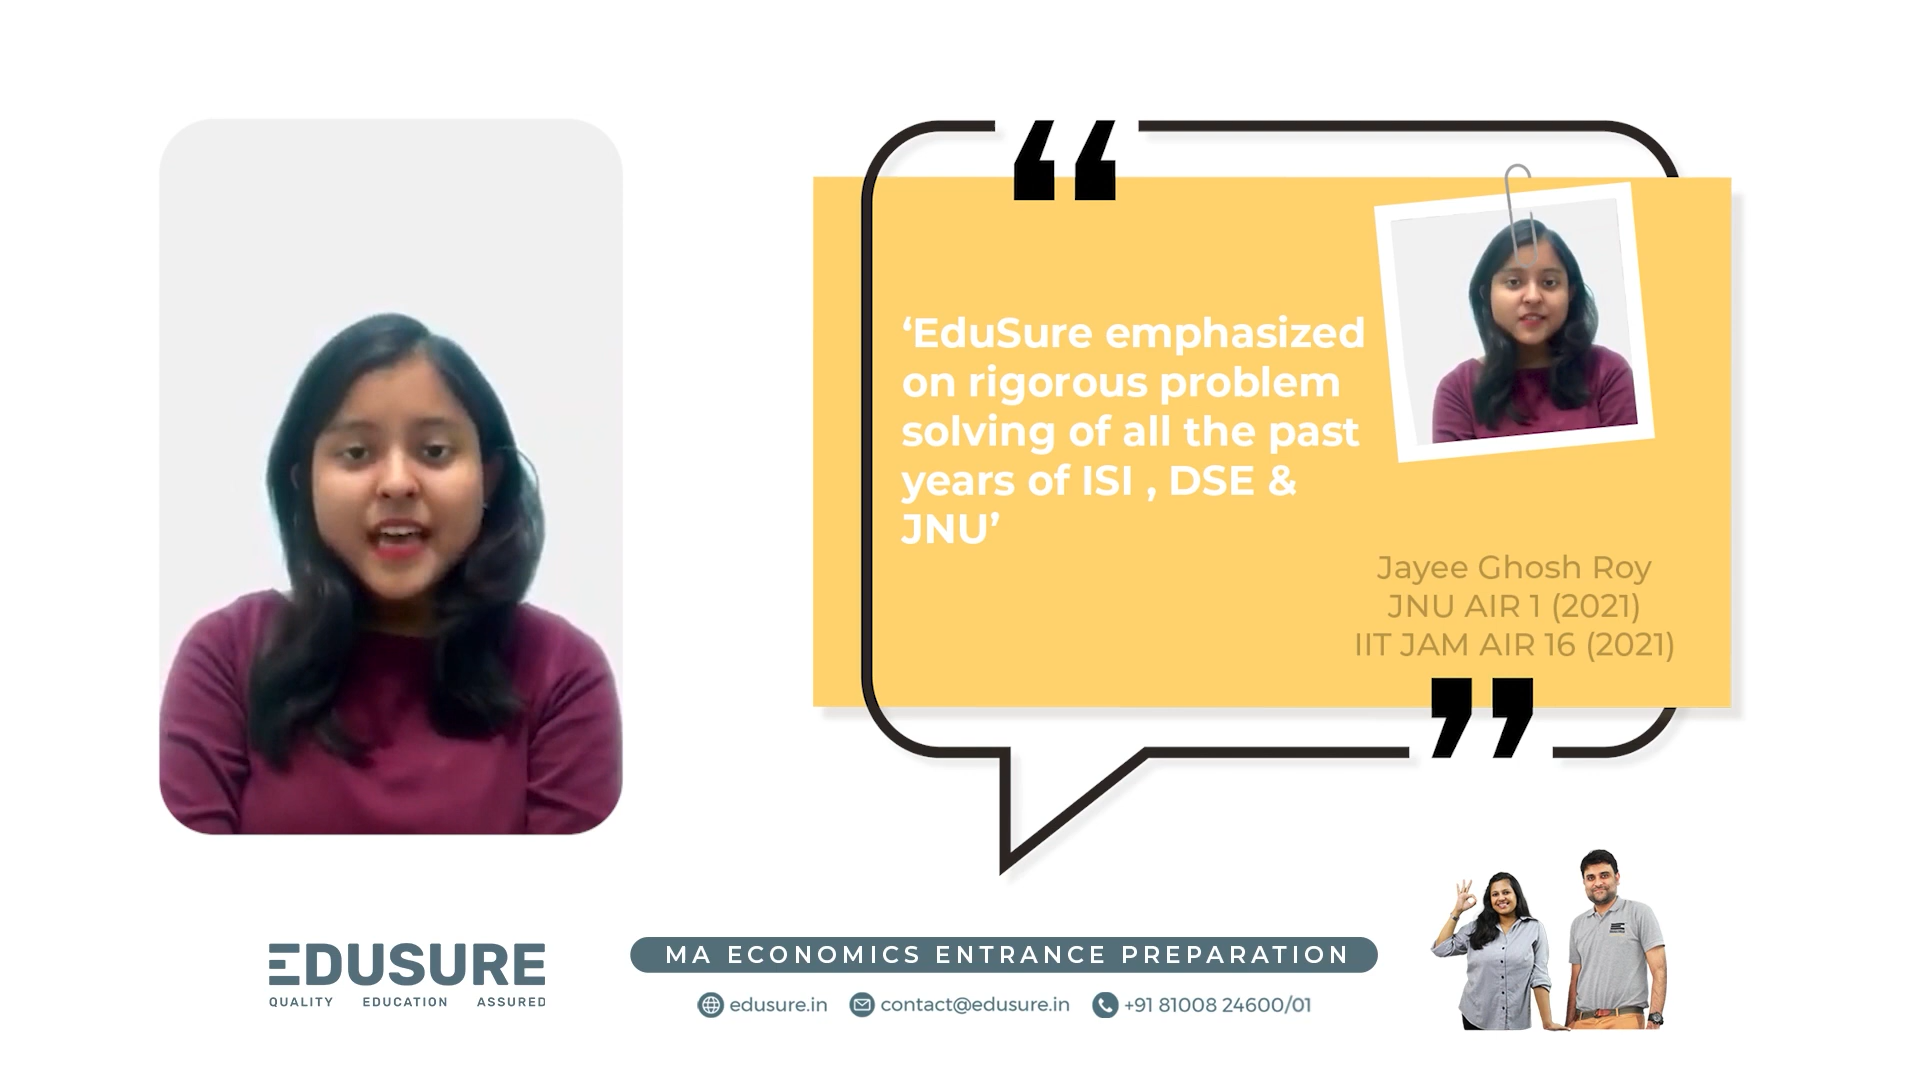 ‘EduSure emphasized
on rigorous problem
solving of all the past
years of ISI , DSE &
JNU’
Jayee Ghosh Roy
JNU AIR 1 (2021)
IIT JAM AIR 16 (2021)
EDUSURE
QUALITY EDUCATION ASSURED
MA ECONOMICS ENTRANCE PREPARATION
edusure.in contact@edusure.in +91 81008 24600/01